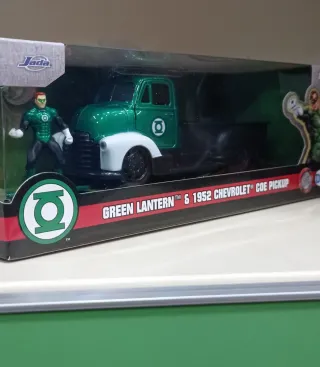 Jada
GREEN LANTERN™ & 1952 CHEVROLET® COE PICKUP